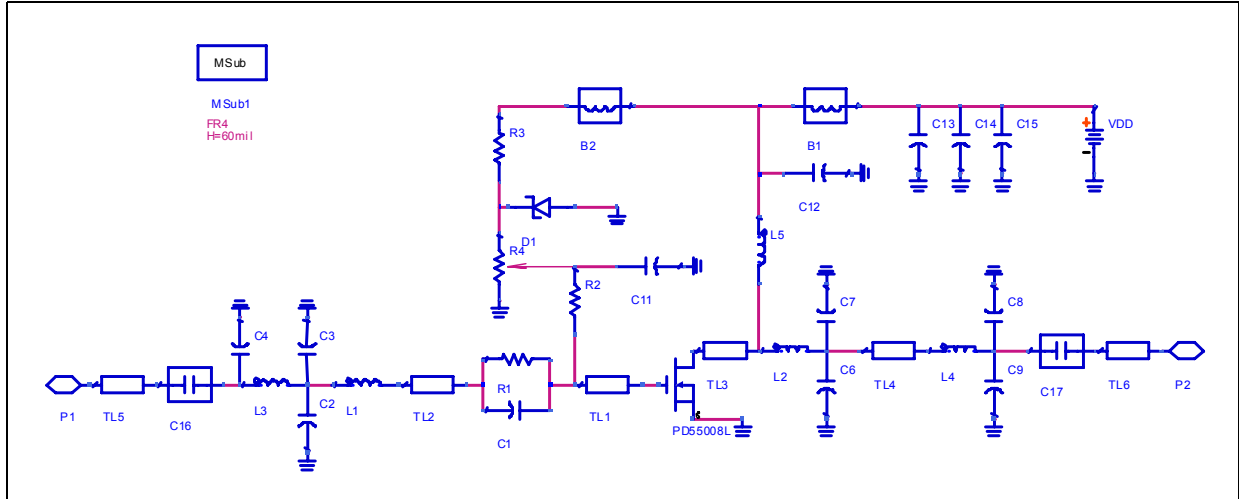 MSub
MSub1
FR4
H=60mil
R3
B2
B1
C13
C14
C15
+
VDD
-
C12
D1
R4
L5
R2
C11
C4
C3
C7
C8
P1
TL5
C16
L3
C2
L1
TL2
R1
C1
TL1
TL3
PD55008L
L2
C6
TL4
L4
C9
C17
TL6
P2